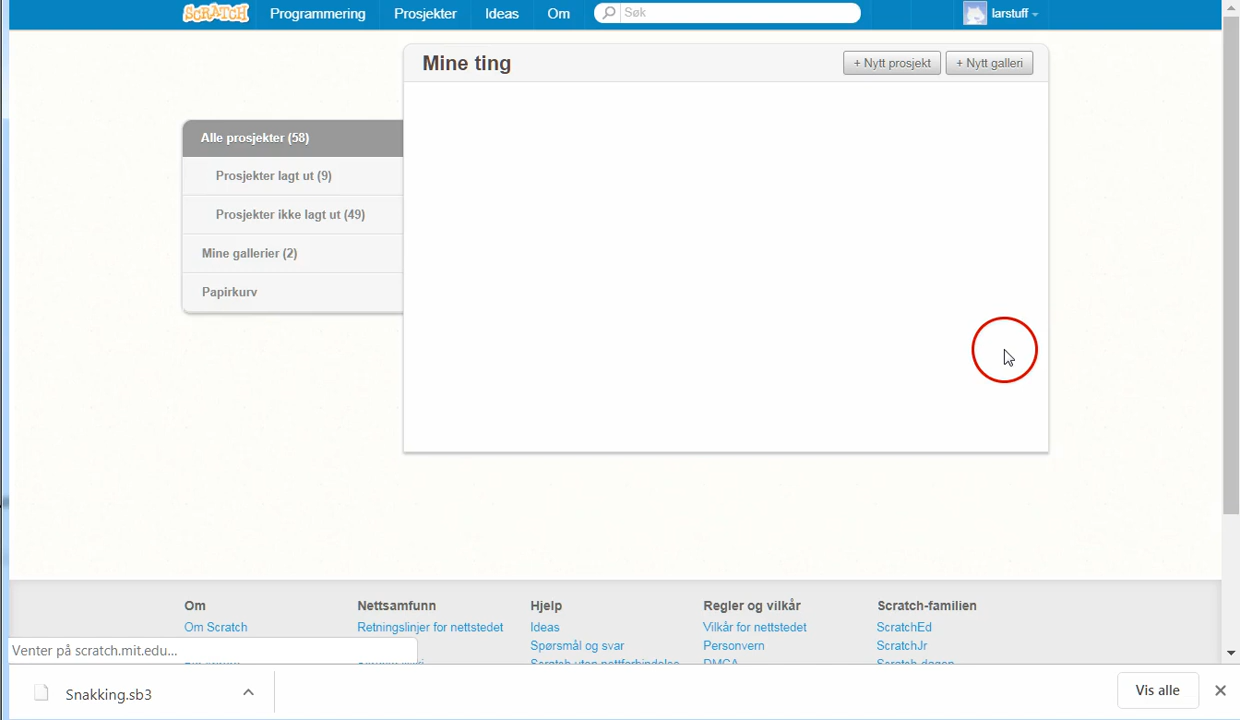 SCRATCH Programmering Prosjekter Ideas Om Søk larstuff
Mine ting + Nytt prosjekt + Nytt galleri
Alle prosjekter (58)
Prosjekter lagt ut (9)
Prosjekter ikke lagt ut (49)
Mine gallerier (2)
Papirkurv
Om Nettsamfunn Hjelp Regler og vilkår Scratch-familien
Om Scratch Retningslinjer for nettstedet Ideas Vilkår for nettstedet ScratchEd
Spørsmål og svar Personvern ScratchJr
Venter på scratch.mit.edu...
Scratch uten nettforbindelse DMCA Scratch-dagen
Snakking.sb3 Vis alle